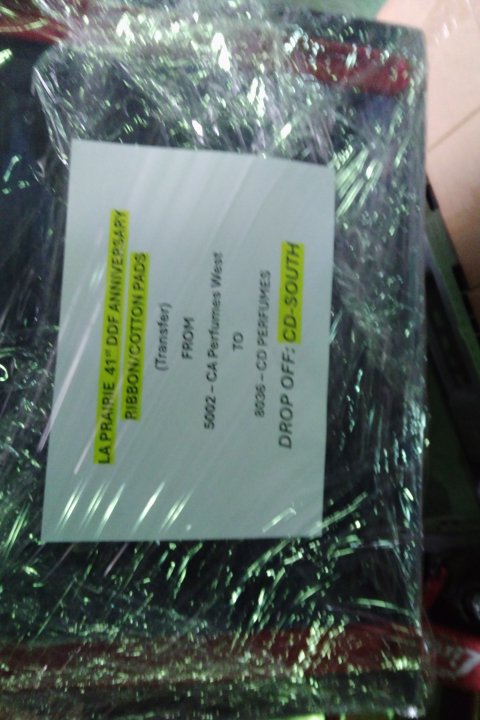 LA PRAIRIE 41ST DDF ANNIVERSARY
RIBBON/COTTON PADS
(Transfer)
FROM
5002 – CA Perfumes West
TO
8036 – CD PERFUMES
DROP OFF: CD-SOUTH